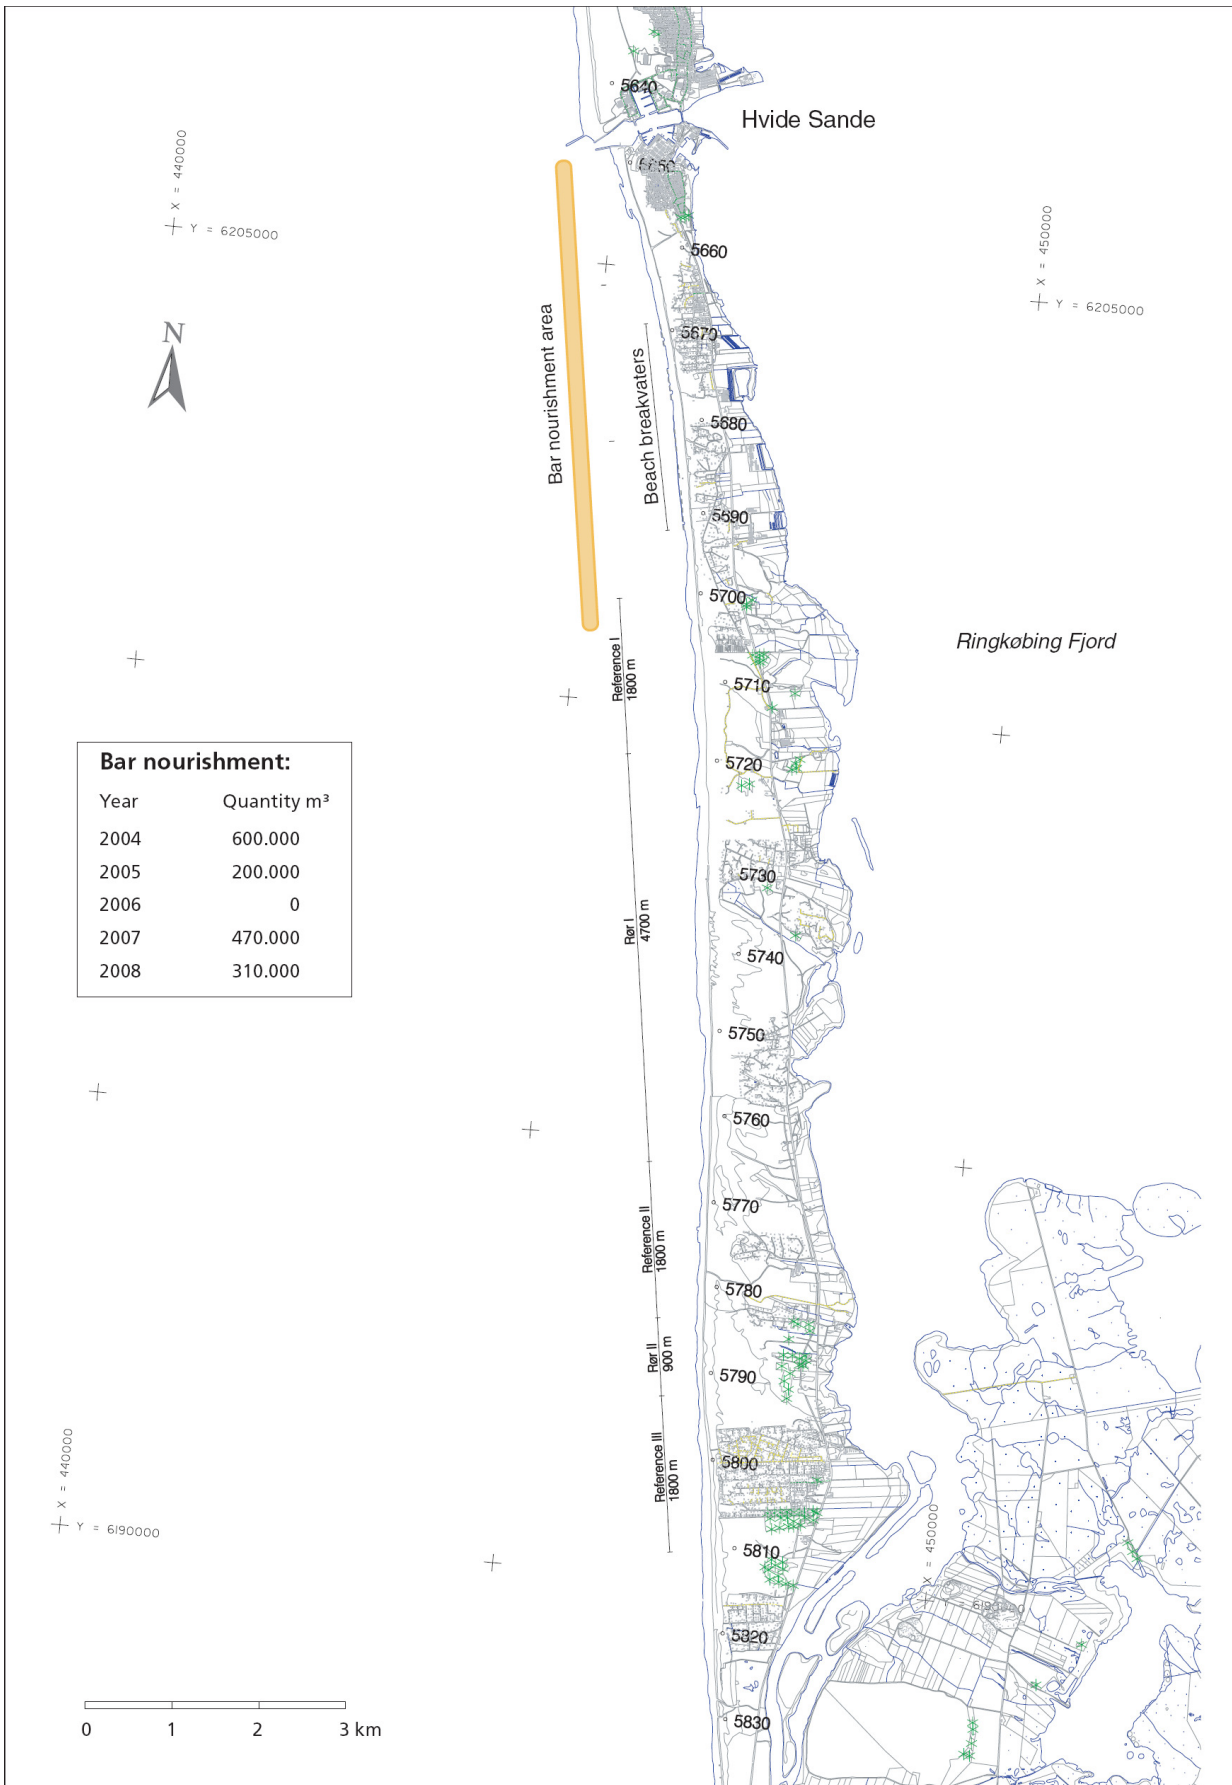 5640
Hvide Sande
5650
X = 440000
Y = 6205000
5660
X = 450000
Y = 6205000
N
Bar nourishment area
Beach breakvaters
5670
5680
5690
5700
Ringkøbing Fjord
Reference I
1800 m
5710
5720
Bar nourishment:
Year Quantity m³
2004 600.000
2005 200.000
2006 0
2007 470.000
2008 310.000
5730
Rør I
4700 m
5740
5750
5760
5770
Reference II
1800 m
5780
Rør II
900 m
5790
Reference III
1800 m
5800
X = 440000
Y = 6190000
5810
X = 450000
Y = 6190000
5820
5830
0 1 2 3 km